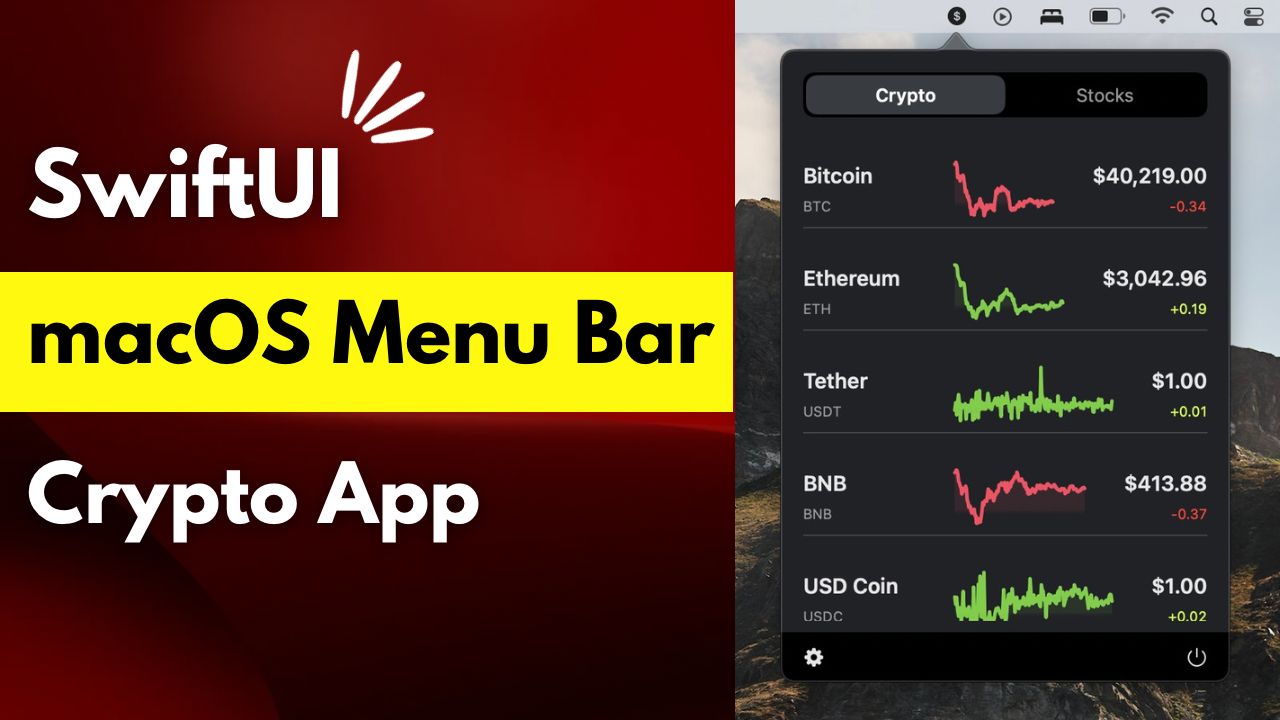 SwiftUI
macOS Menu Bar
Crypto App
$
Crypto Stocks
Bitcoin $40,219.00
BTC -0.34
Ethereum $3,042.96
ETH +0.19
Tether $1.00
USDT +0.01
BNB $413.88
BNB -0.37
USD Coin $1.00
USDC +0.02